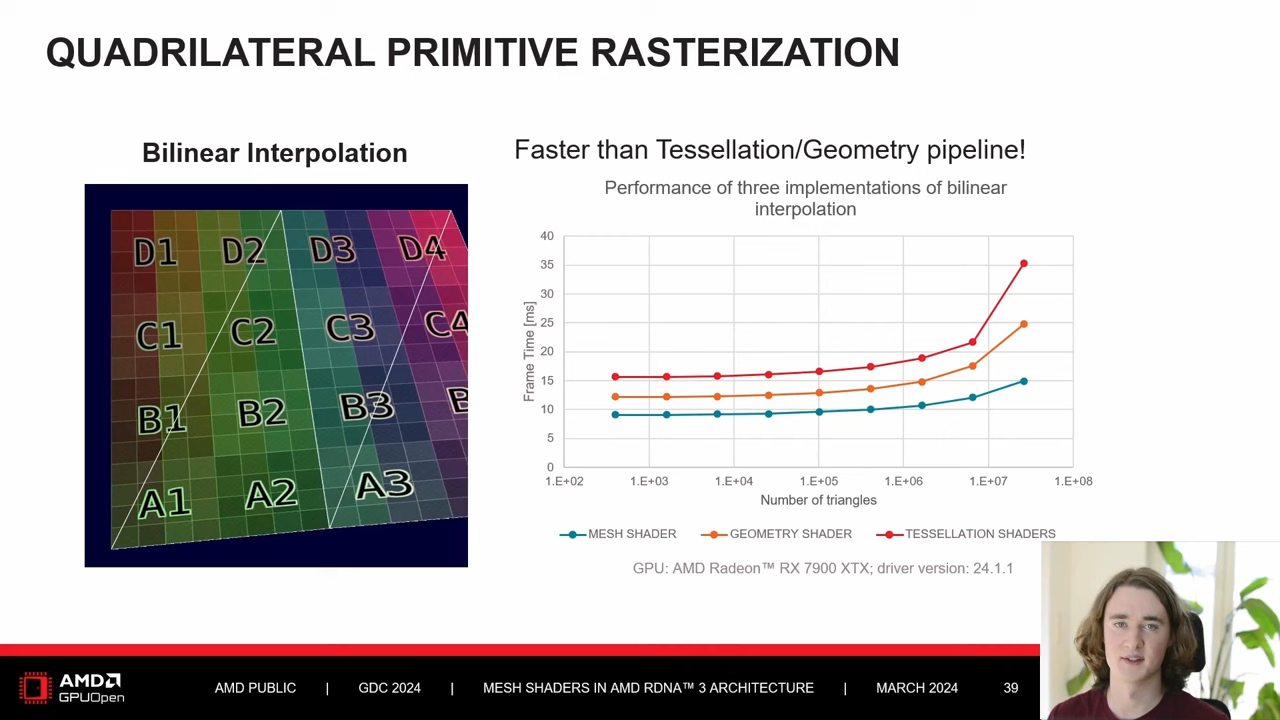 QUADRILATERAL PRIMITIVE RASTERIZATION
Bilinear Interpolation
D1 D2 D3 D4
C1 C2 C3 C4
B1 B2 B3 B
A1 A2 A3
Faster than Tessellation/Geometry pipeline!
Performance of three implementations of bilinear
interpolation
40
35
30
25
20
15
10
5
0
Frame Time [ms]
1.E+02 1.E+03 1.E+04 1.E+05 1.E+06 1.E+07 1.E+08
Number of triangles
MESH SHADER GEOMETRY SHADER TESSELLATION SHADERS
GPU: AMD Radeon™ RX 7900 XTX; driver version: 24.1.1
AMD
GPUOpen
AMD PUBLIC | GDC 2024 | MESH SHADERS IN AMD RDNA™ 3 ARCHITECTURE | MARCH 2024 39